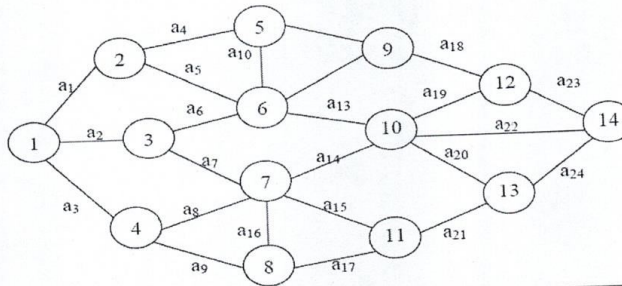 5
a₄
9
a₁₈
2
a₁₀
12
a₂₃
a₅
a₁
a₁₉
a₆
6
a₁₃
14
1
a₂
3
10
a₂₂
a₇
a₁₄
a₂₀
7
13
a₂₄
a₃
a₈
a₁₅
4
a₁₆
11
a₂₁
a₉
8
a₁₇